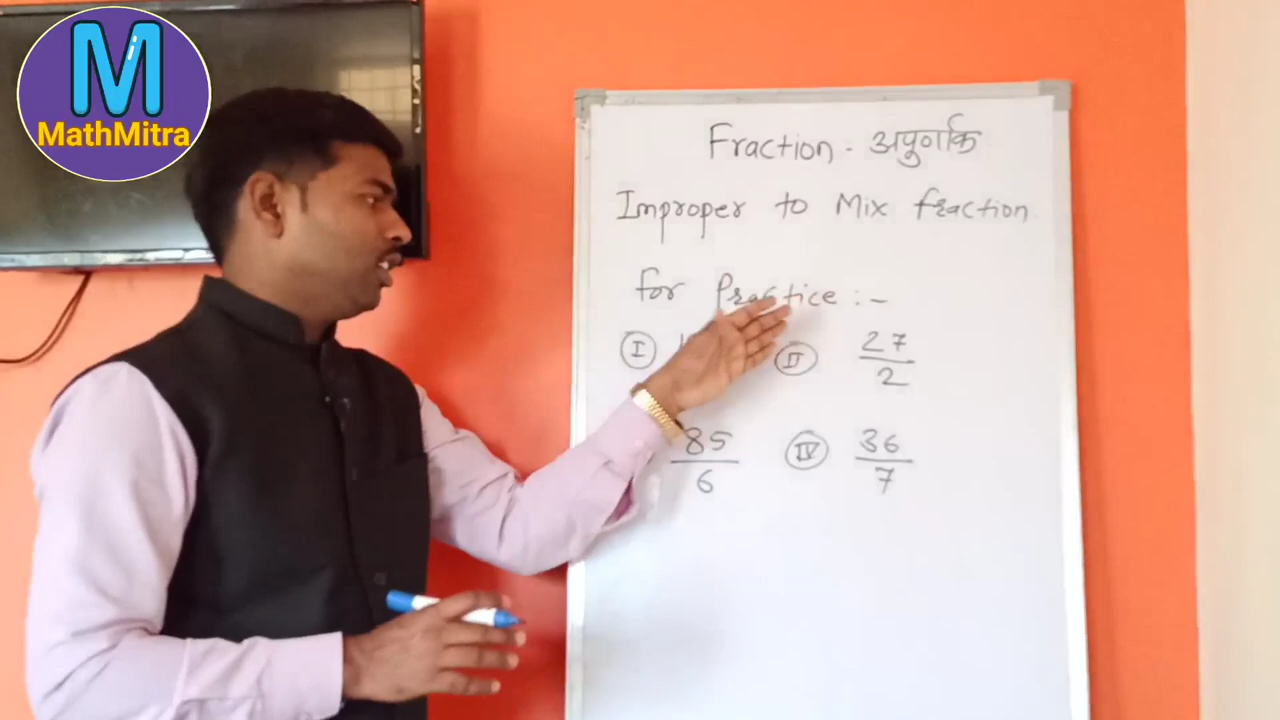 M
MathMitra
Fraction - अपुर्णांक
Improper to Mix fraction
for Practice :-
I II 27/2
85/6 IV 36/7